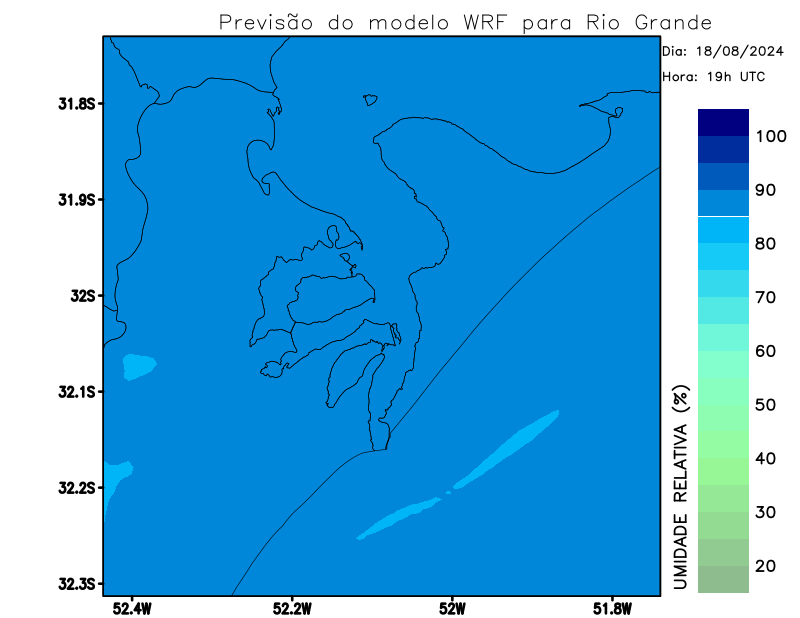 Previsão do modelo WRF para Rio Grande
Dia: 18/08/2024
Hora: 19h UTC
31.8S
31.9S
32S
32.1S
32.2S
32.3S
52.4W
52.2W
52W
51.8W
100
90
80
70
60
50
40
30
20
UMIDADE RELATIVA (%)